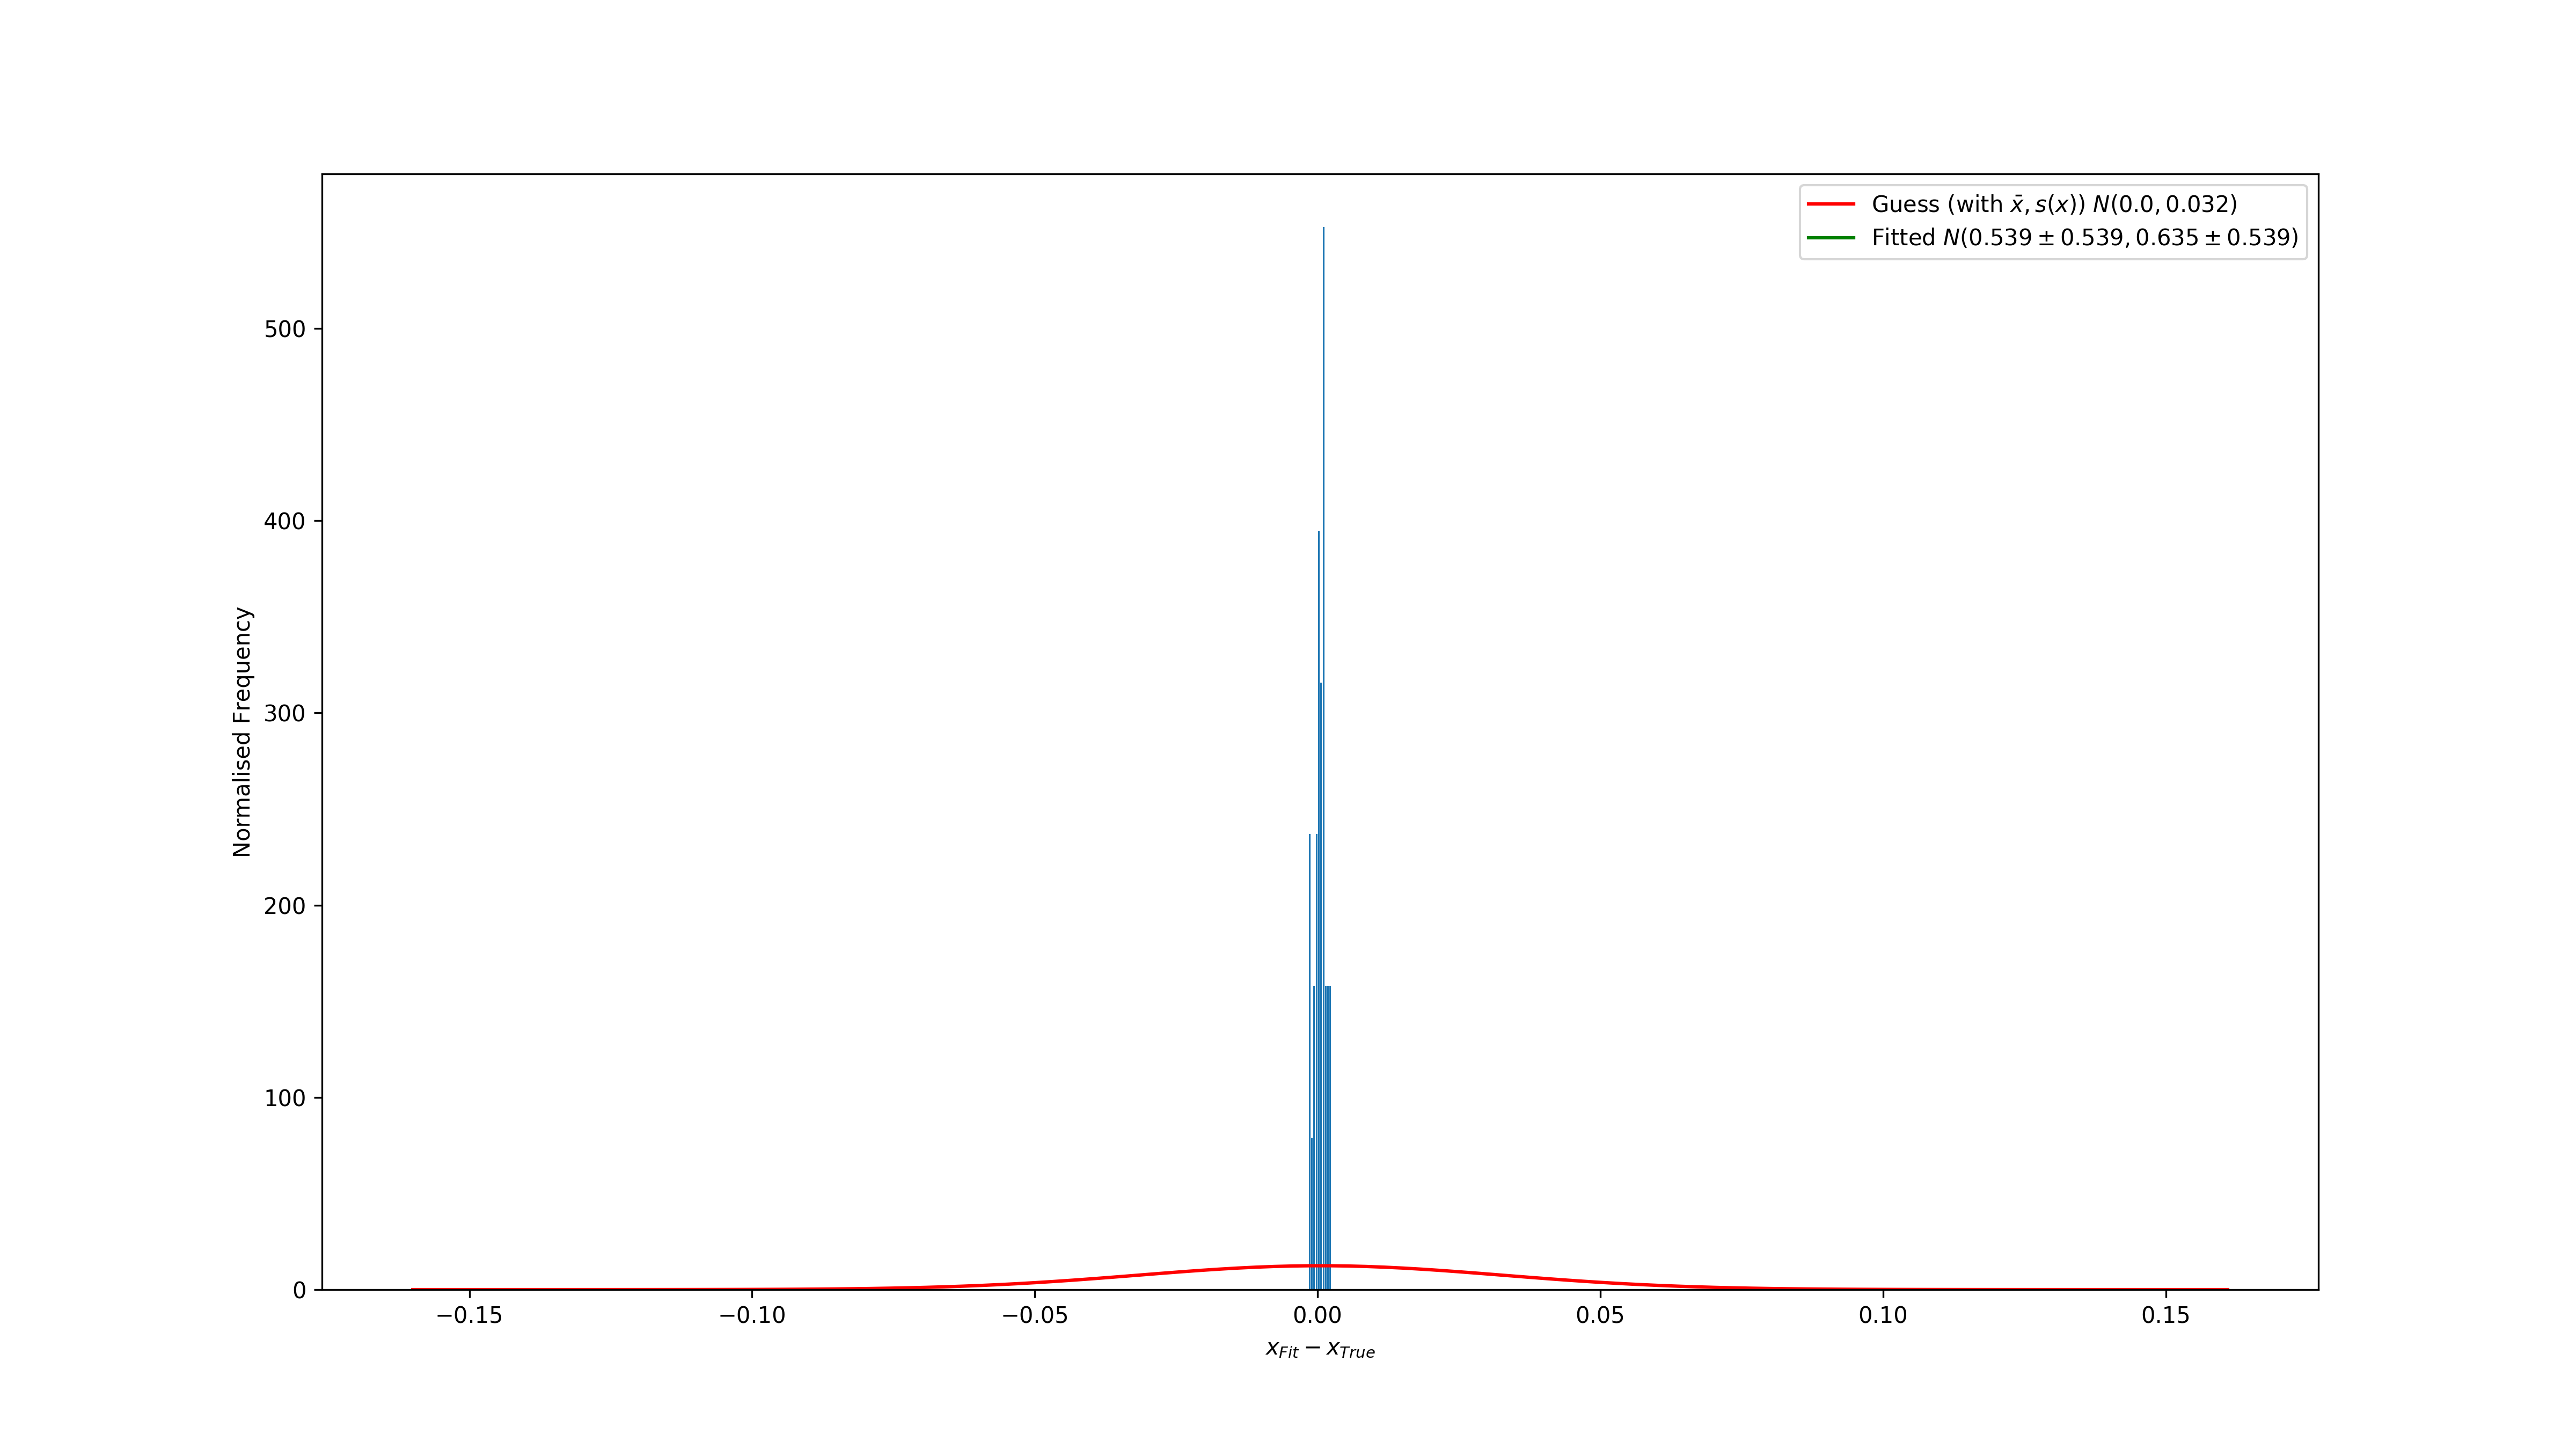 Guess (with x̄, s(x)) N(0.0, 0.032)
Fitted N(0.539 ± 0.539, 0.635 ± 0.539)
500
400
300
200
100
0
Normalised Frequency
−0.15 −0.10 −0.05 0.00 0.05 0.10 0.15
x_Fit − x_True